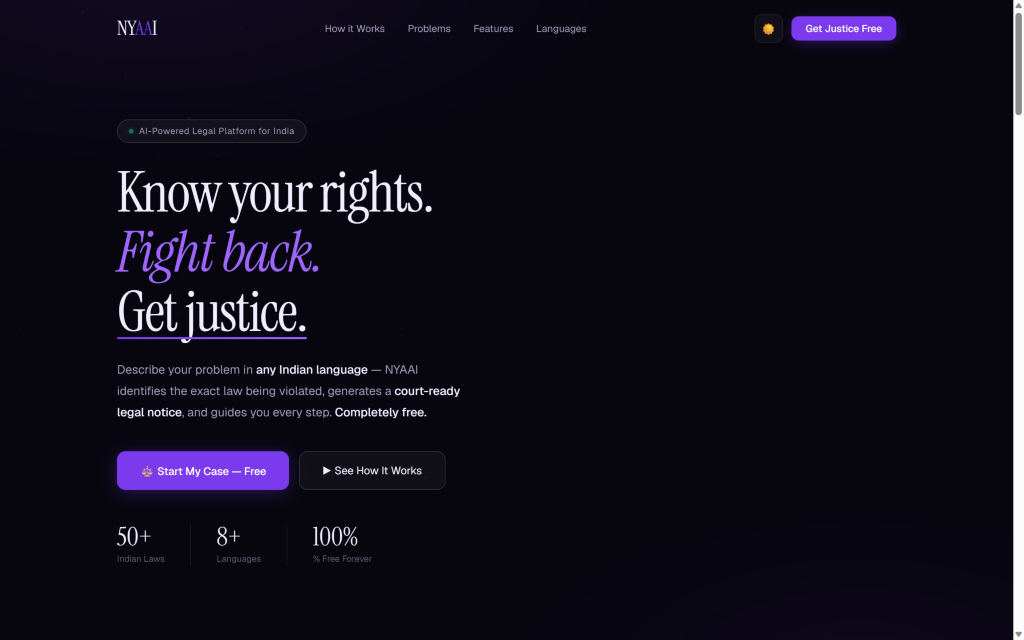 NYAAI
How it Works
Problems
Features
Languages
Get Justice Free
AI-Powered Legal Platform for India
Know your rights.
Fight back.
Get justice.
Describe your problem in any Indian language — NYAAI
identifies the exact law being violated, generates a court-ready
legal notice, and guides you every step. Completely free.
Start My Case — Free
See How It Works
50+
Indian Laws
8+
Languages
100%
% Free Forever